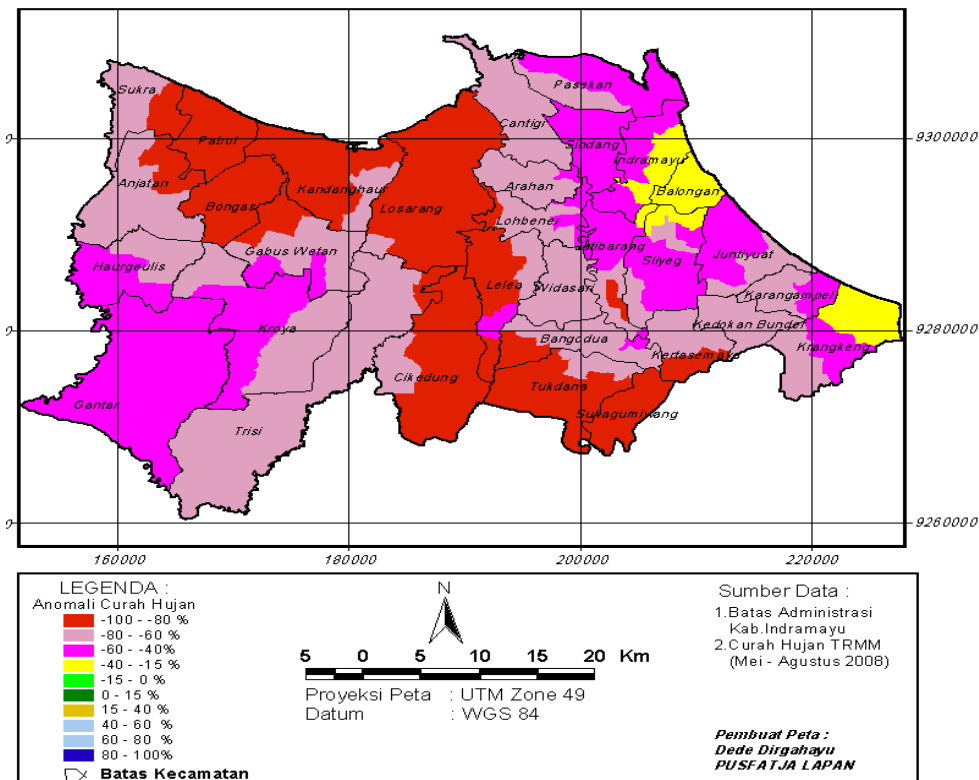 Sukra
Pasekan
Patrol
Cantigi
Sindang
Indramayu
9300000
Anjatan
Kandanghaur
Arahan
Balongan
Bongas
Losarang
Lohbener
Gabus Wetan
Jatibarang
Sliyeg
Juntiyuat
Haurgeulis
Lelea
Widasari
Karangampel
Kroya
Bangodua
Kedokan Bunder
9280000
Kertasemaya
Krangkeng
Cikedung
Tukdana
Gantar
Sukagumiwang
Trisi
9260000
160000 180000 200000 220000
LEGENDA :
Anomali Curah Hujan
-100 - -80 %
-80 - -60 %
-60 - -40%
-40 - -15 %
-15 - 0 %
0 - 15 %
15 - 40 %
40 - 60 %
60 - 80 %
80 - 100%
Batas Kecamatan
N
5 0 5 10 15 20 Km
Proyeksi Peta : UTM Zone 49
Datum : WGS 84
Sumber Data :
1.Batas Administrasi
Kab.Indramayu
2.Curah Hujan TRMM
(Mei - Agustus 2008)
Pembuat Peta :
Dede Dirgahayu
PUSFATJA LAPAN